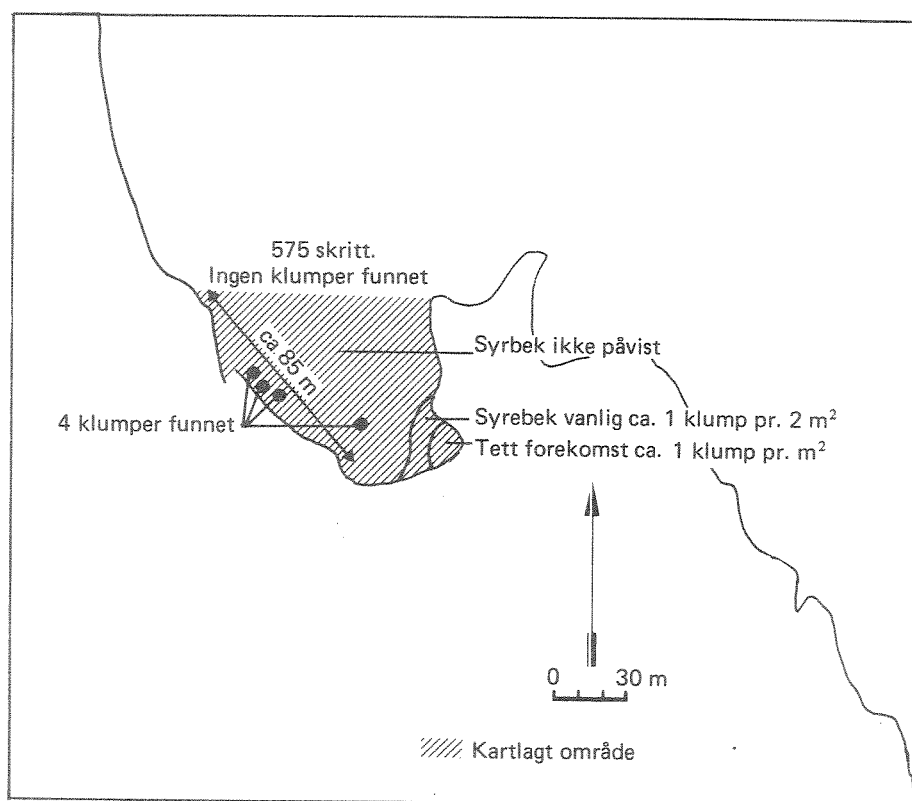 575 skritt.
Ingen klumper funnet
ca 85 m
Syrbek ikke påvist
4 klumper funnet
Syrebek vanlig ca. 1 klump pr. 2 m²
Tett forekomst ca. 1 klump pr. m²
0 30 m
Kartlagt område